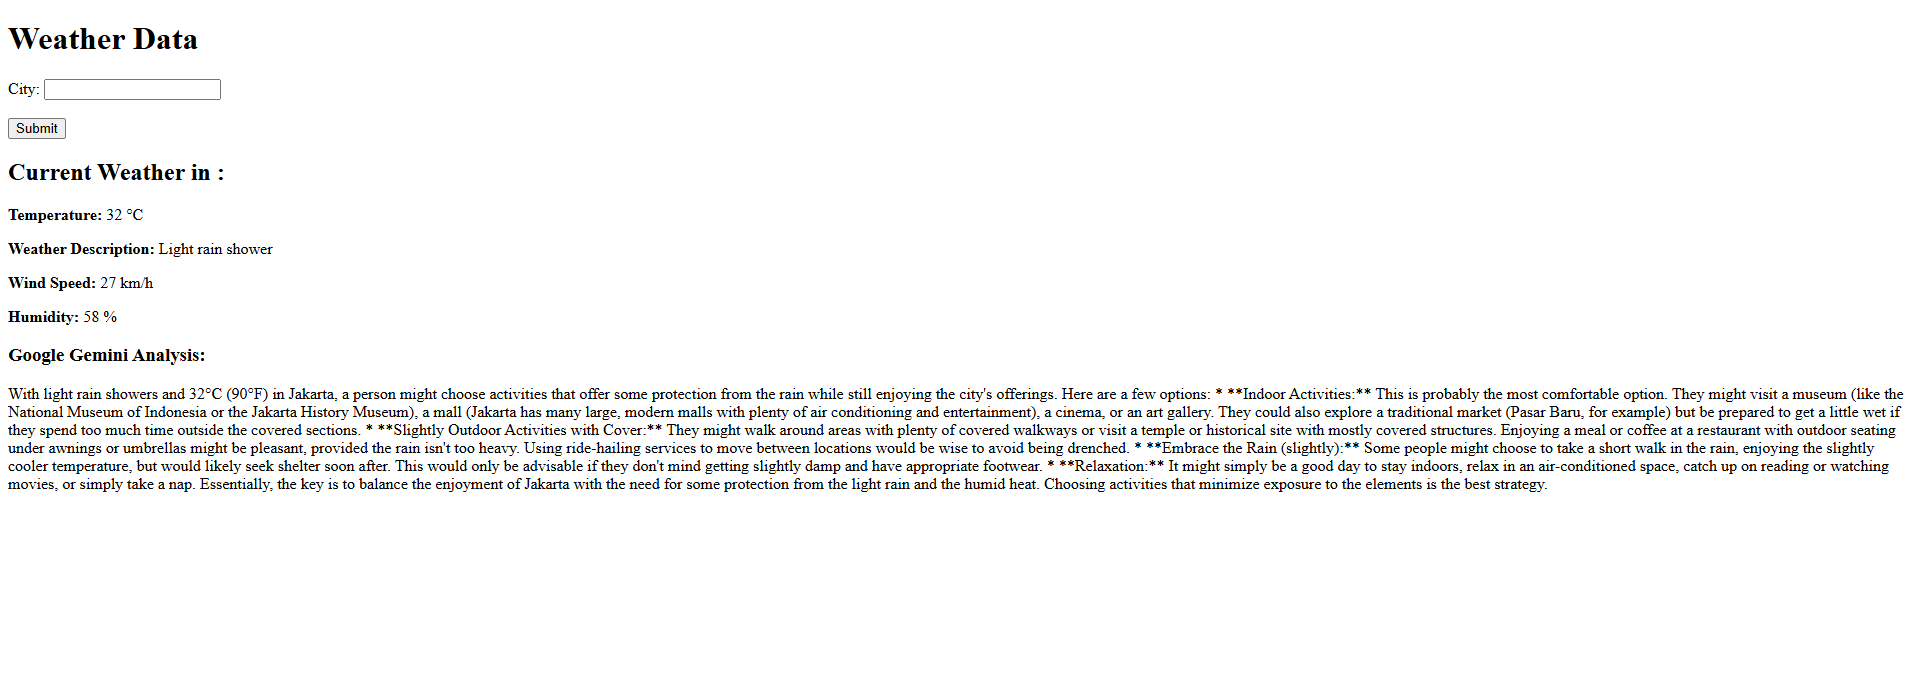 Weather Data
City:
Submit
Current Weather in :
Temperature: 32 °C
Weather Description: Light rain shower
Wind Speed: 27 km/h
Humidity: 58 %
Google Gemini Analysis:
With light rain showers and 32°C (90°F) in Jakarta, a person might choose activities that offer some protection from the rain while still enjoying the city's offerings. Here are a few options: * **Indoor Activities:** This is probably the most comfortable option. They might visit a museum (like the
National Museum of Indonesia or the Jakarta History Museum), a mall (Jakarta has many large, modern malls with plenty of air conditioning and entertainment), a cinema, or an art gallery. They could also explore a traditional market (Pasar Baru, for example) but be prepared to get a little wet if
they spend too much time outside the covered sections. * **Slightly Outdoor Activities with Cover:** They might walk around areas with plenty of covered walkways or visit a temple or historical site with mostly covered structures. Enjoying a meal or coffee at a restaurant with outdoor seating
under awnings or umbrellas might be pleasant, provided the rain isn't too heavy. Using ride-hailing services to move between locations would be wise to avoid being drenched. * **Embrace the Rain (slightly):** Some people might choose to take a short walk in the rain, enjoying the slightly
cooler temperature, but would likely seek shelter soon after. This would only be advisable if they don't mind getting slightly damp and have appropriate footwear. * **Relaxation:** It might simply be a good day to stay indoors, relax in an air-conditioned space, catch up on reading or watching
movies, or simply take a nap. Essentially, the key is to balance the enjoyment of Jakarta with the need for some protection from the light rain and the humid heat. Choosing activities that minimize exposure to the elements is the best strategy.